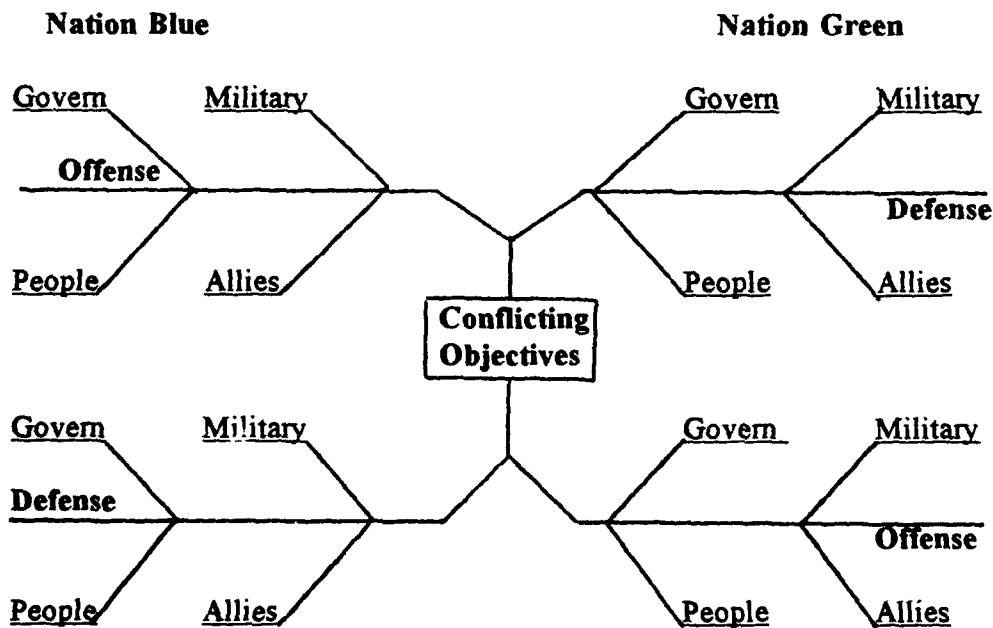 Nation Blue
Nation Green
Govern
Military
Govern
Military
Offense
Defense
People
Allies
People
Allies
Conflicting
Objectives
Govern
Military
Govern
Military
Defense
Offense
People
Allies
People
Allies